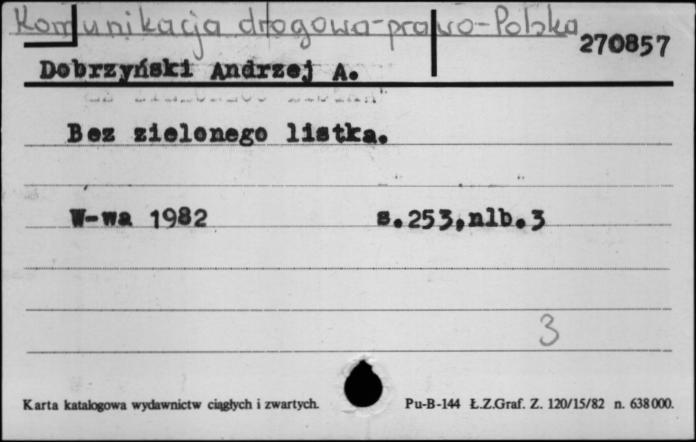 Komunikacja drogowa-prawo-Polska
270857
Dobrzyński Andrzej A.
Bez zielonego listka.
W-wa 1982 s.253,nlb.3
3
Karta katalogowa wydawnictw ciągłych i zwartych. Pu-B-144 Ł.Z.Graf. Z. 120/15/82 n. 638000.